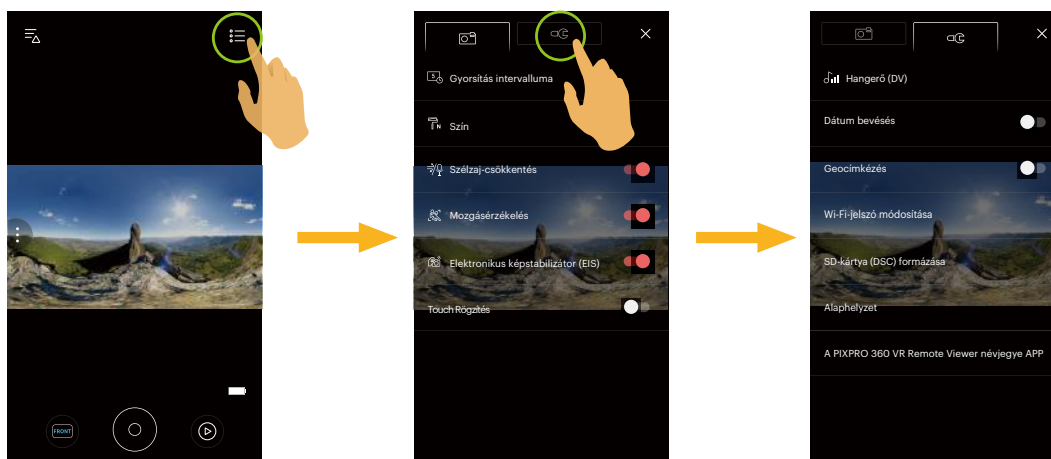 FRONT
5
Gyorsítás intervalluma
N
Szín
Szélzaj-csökkentés
Mozgásérzékelés
Elektronikus képstabilizátor (EIS)
Touch Rögzítés
Hangerő (DV)
Dátum bevésés
Geocímkézés
Wi-Fi-jelszó módosítása
SD-kártya (DSC) formázása
Alaphelyzet
A PIXPRO 360 VR Remote Viewer névjegye APP